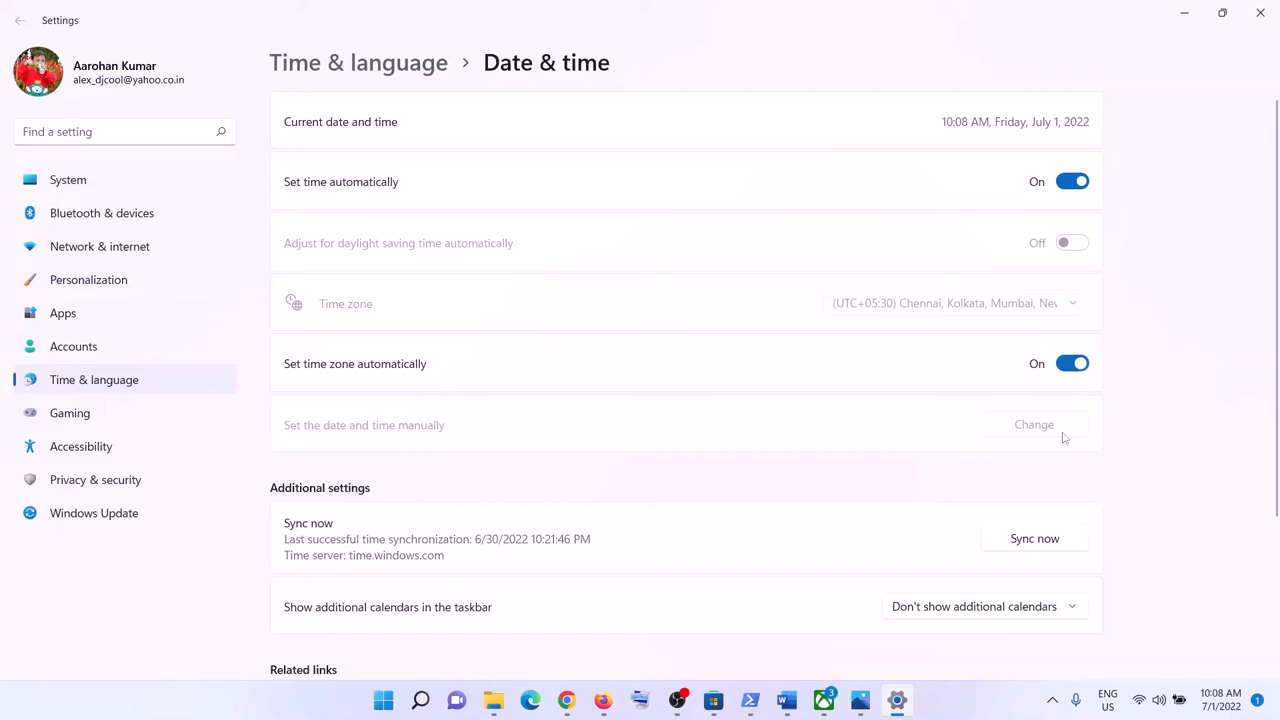 Settings
Aarohan Kumar
alex_djcool@yahoo.co.in
Find a setting
System
Bluetooth & devices
Network & internet
Personalization
Apps
Accounts
Time & language
Gaming
Accessibility
Privacy & security
Windows Update
Time & language › Date & time
Current date and time 10:08 AM, Friday, July 1, 2022
Set time automatically On
Adjust for daylight saving time automatically Off
Time zone (UTC+05:30) Chennai, Kolkata, Mumbai, Nev
Set time zone automatically On
Set the date and time manually Change
Additional settings
Sync now
Last successful time synchronization: 6/30/2022 10:21:46 PM
Time server: time.windows.com
Sync now
Show additional calendars in the taskbar Don't show additional calendars
Related links
3
ENG
US
10:08 AM
7/1/2022
1